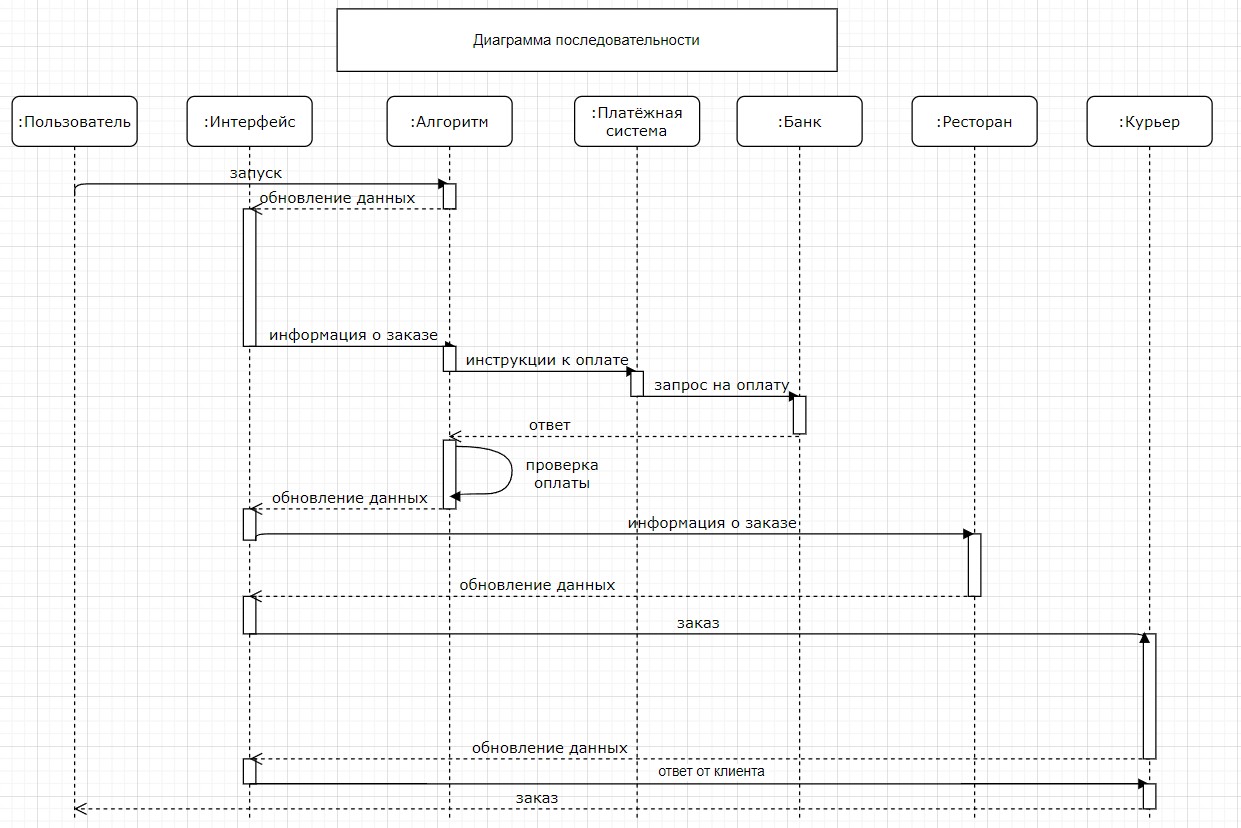 Диаграмма последовательности
:Пользователь
:Интерфейс
:Алгоритм
:Платёжная
система
:Банк
:Ресторан
:Курьер
запуск
обновление данных
информация о заказе
инструкции к оплате
запрос на оплату
ответ
проверка
оплаты
обновление данных
информация о заказе
обновление данных
заказ
обновление данных
ответ от клиента
заказ